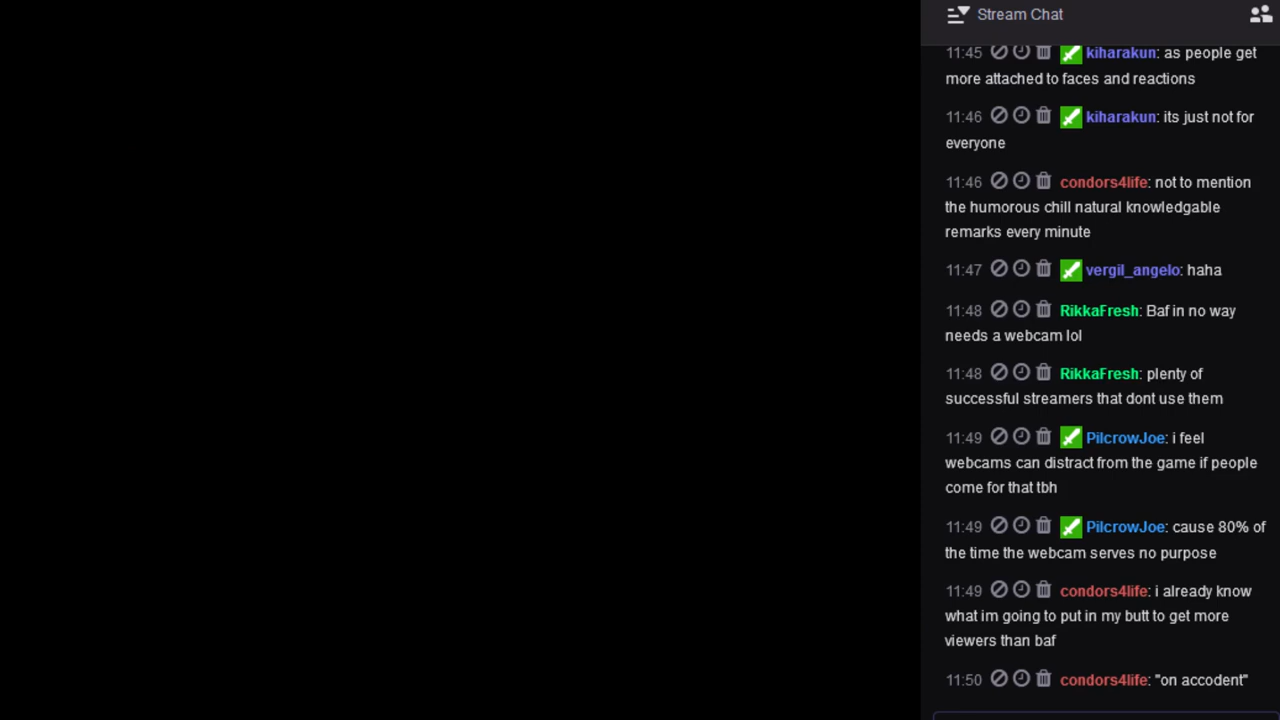 Stream Chat
11:45 kiharakun: as people get
more attached to faces and reactions
11:46 kiharakun: its just not for
everyone
11:46 condors4life: not to mention
the humorous chill natural knowledgable
remarks every minute
11:47 vergil_angelo: haha
11:48 RikkaFresh: Baf in no way
needs a webcam lol
11:48 RikkaFresh: plenty of
successful streamers that dont use them
11:49 PilcrowJoe: i feel
webcams can distract from the game if people
come for that tbh
11:49 PilcrowJoe: cause 80% of
the time the webcam serves no purpose
11:49 condors4life: i already know
what im going to put in my butt to get more
viewers than baf
11:50 condors4life: "on accodent"